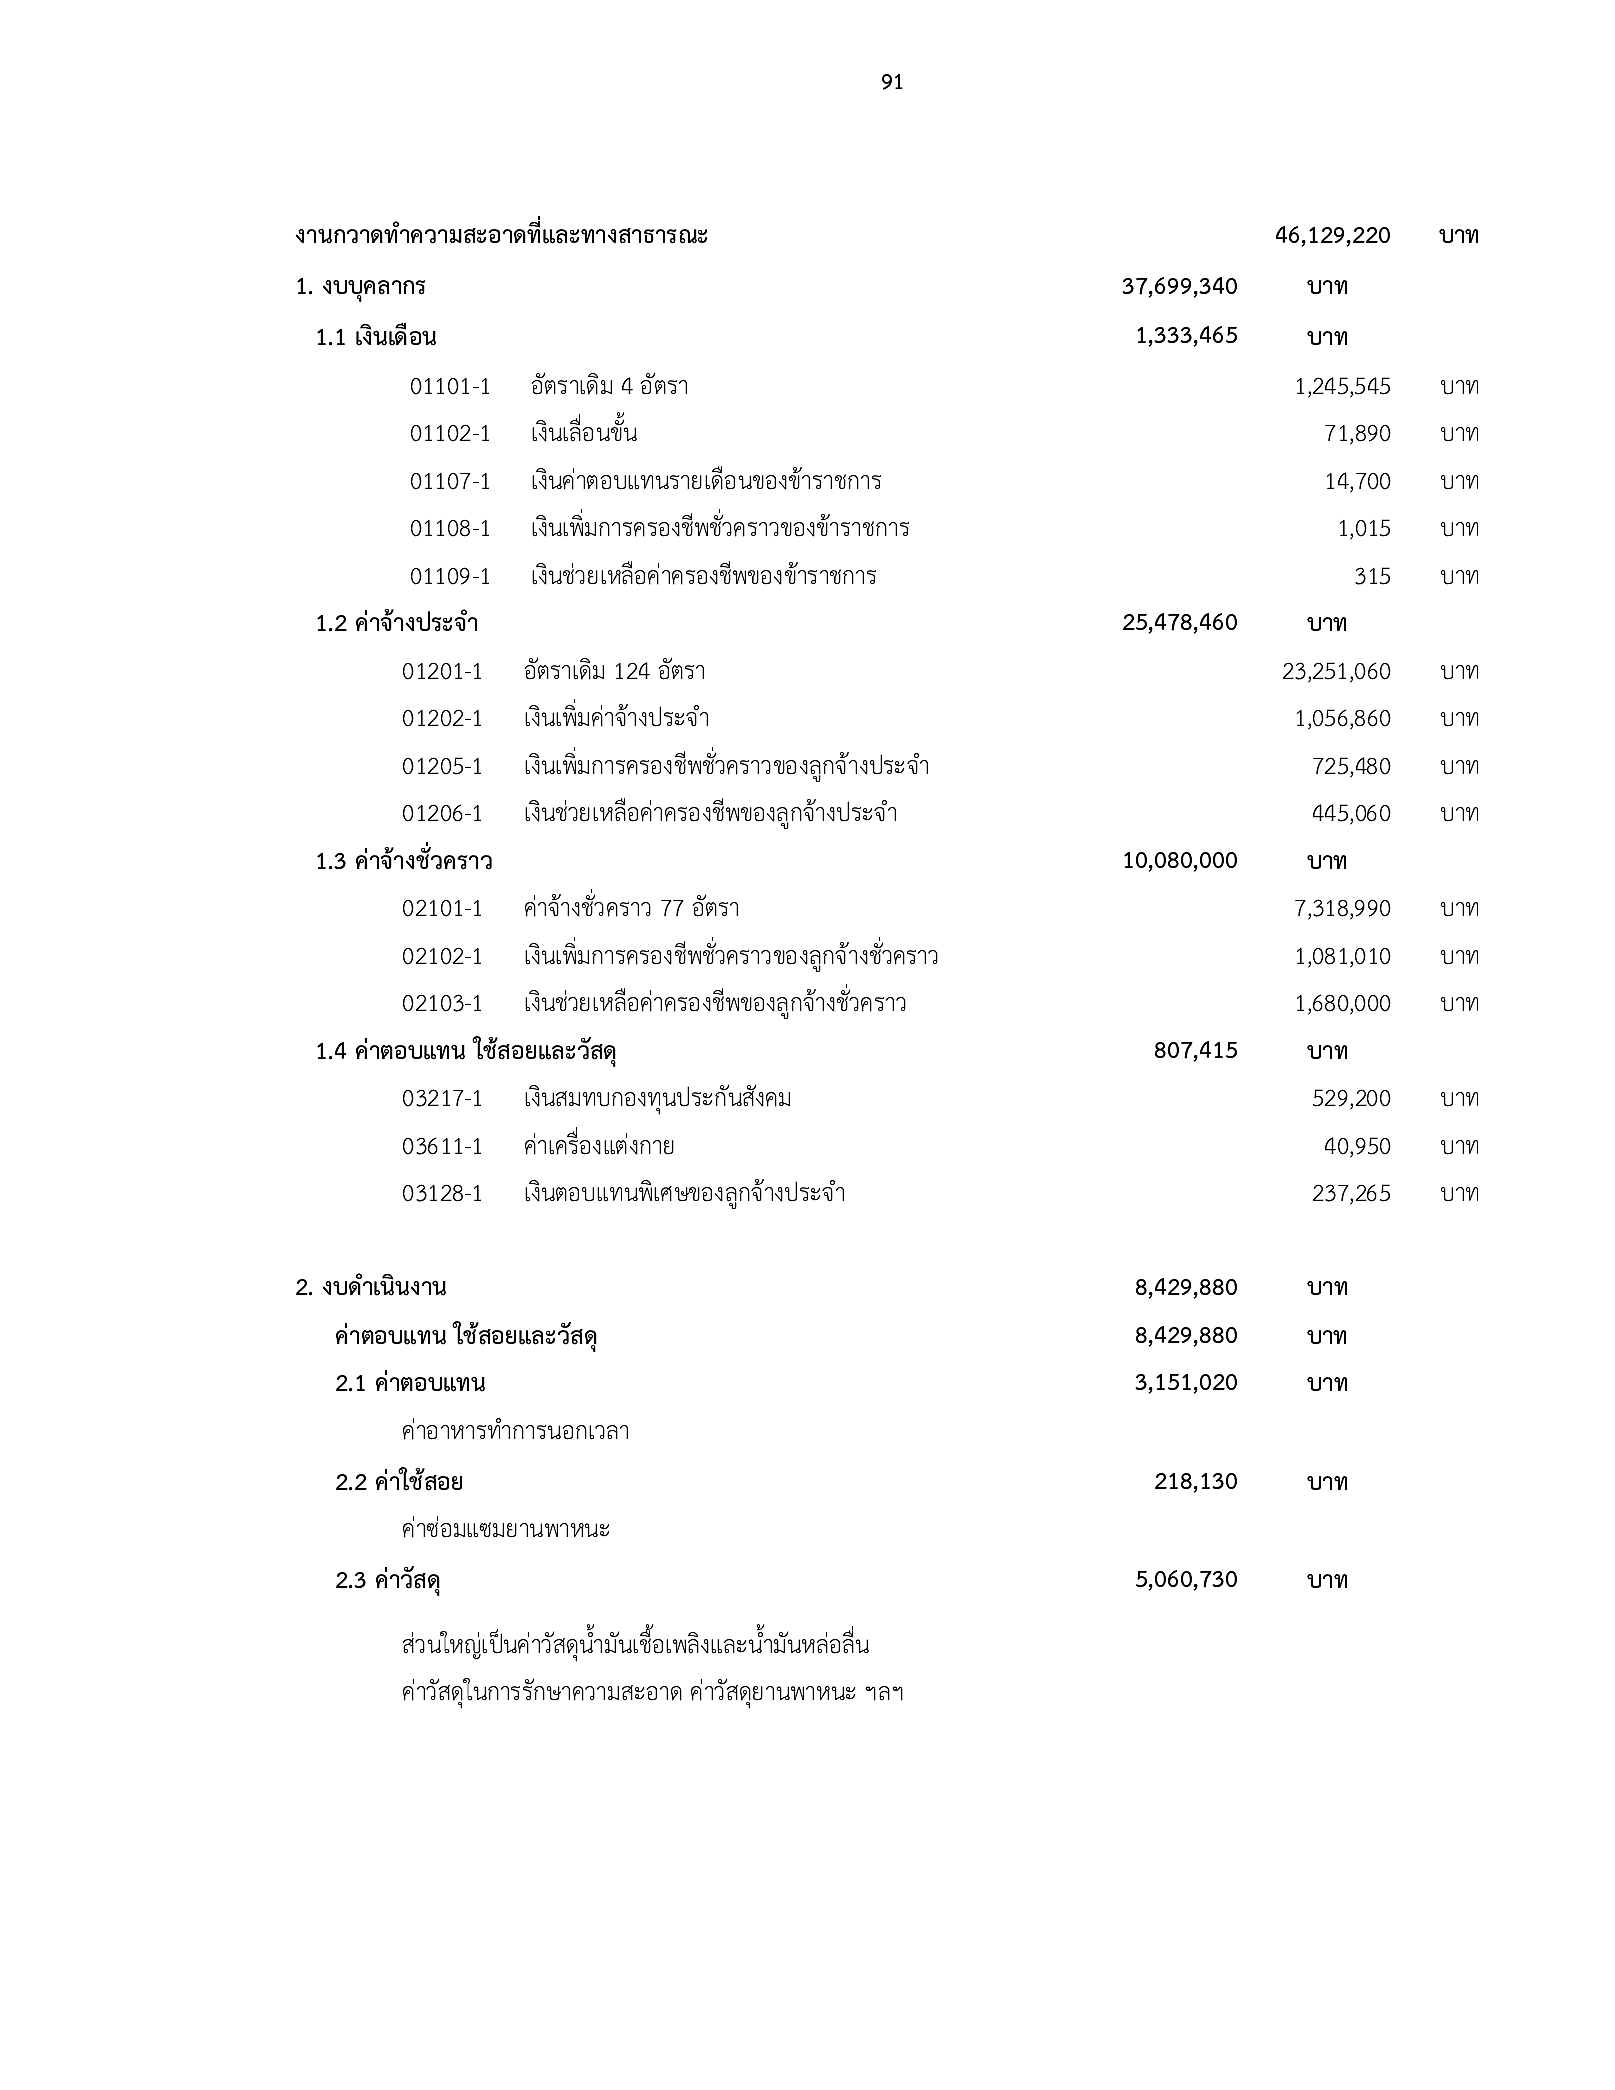 91
งานกวาดทำความสะอาดที่และทางสาธารณะ 46,129,220 บาท
1. งบบุคลากร 37,699,340 บาท
1.1 เงินเดือน 1,333,465 บาท
01101-1 อัตราเดิม 4 อัตรา 1,245,545 บาท
01102-1 เงินเลื่อนขั้น 71,890 บาท
01107-1 เงินค่าตอบแทนรายเดือนของข้าราชการ 14,700 บาท
01108-1 เงินเพิ่มการครองชีพชั่วคราวของข้าราชการ 1,015 บาท
01109-1 เงินช่วยเหลือค่าครองชีพของข้าราชการ 315 บาท
1.2 ค่าจ้างประจำ 25,478,460 บาท
01201-1 อัตราเดิม 124 อัตรา 23,251,060 บาท
01202-1 เงินเพิ่มค่าจ้างประจำ 1,056,860 บาท
01205-1 เงินเพิ่มการครองชีพชั่วคราวของลูกจ้างประจำ 725,480 บาท
01206-1 เงินช่วยเหลือค่าครองชีพของลูกจ้างประจำ 445,060 บาท
1.3 ค่าจ้างชั่วคราว 10,080,000 บาท
02101-1 ค่าจ้างชั่วคราว 77 อัตรา 7,318,990 บาท
02102-1 เงินเพิ่มการครองชีพชั่วคราวของลูกจ้างชั่วคราว 1,081,010 บาท
02103-1 เงินช่วยเหลือค่าครองชีพของลูกจ้างชั่วคราว 1,680,000 บาท
1.4 ค่าตอบแทน ใช้สอยและวัสดุ 807,415 บาท
03217-1 เงินสมทบกองทุนประกันสังคม 529,200 บาท
03611-1 ค่าเครื่องแต่งกาย 40,950 บาท
03128-1 เงินตอบแทนพิเศษของลูกจ้างประจำ 237,265 บาท
2. งบดำเนินงาน 8,429,880 บาท
ค่าตอบแทน ใช้สอยและวัสดุ 8,429,880 บาท
2.1 ค่าตอบแทน 3,151,020 บาท
ค่าอาหารทำการนอกเวลา
2.2 ค่าใช้สอย 218,130 บาท
ค่าซ่อมแซมยานพาหนะ
2.3 ค่าวัสดุ 5,060,730 บาท
ส่วนใหญ่เป็นค่าวัสดุน้ำมันเชื้อเพลิงและน้ำมันหล่อลื่น
ค่าวัสดุในการรักษาความสะอาด ค่าวัสดุยานพาหนะ ฯลฯ